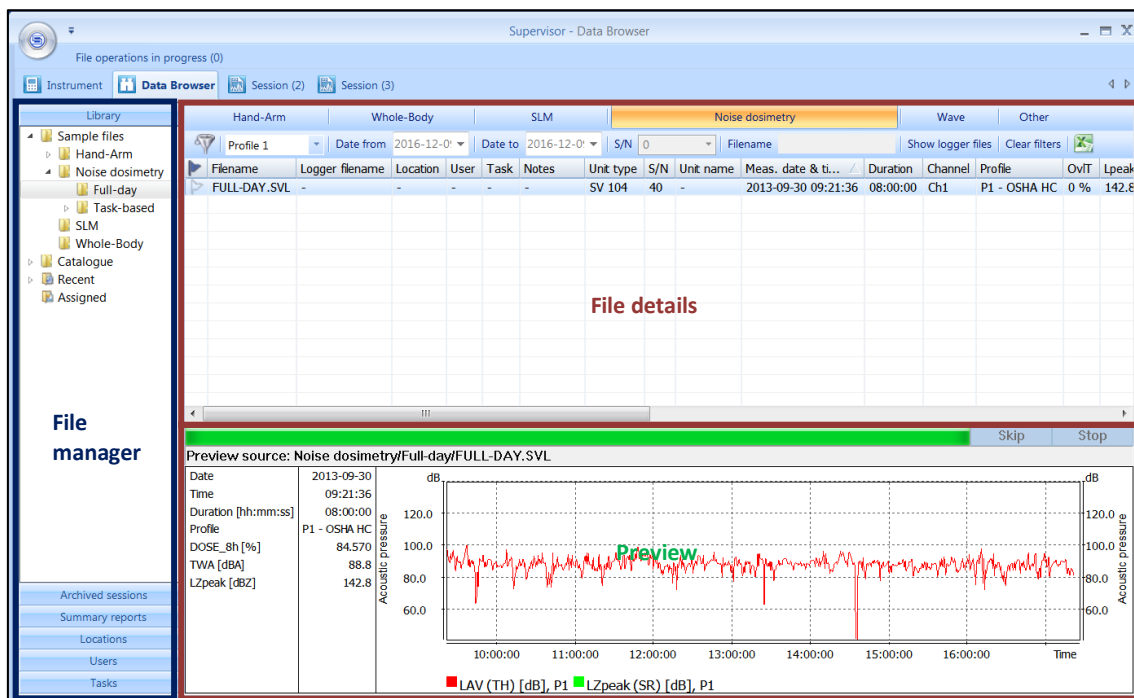 Supervisor - Data Browser
File operations in progress (0)
Instrument Data Browser Session (2) Session (3)
Library
Sample files
Hand-Arm
Noise dosimetry
Full-day
Task-based
SLM
Whole-Body
Catalogue
Recent
Assigned
File manager
Archived sessions
Summary reports
Locations
Users
Tasks
Hand-Arm Whole-Body SLM Noise dosimetry Wave Other
Profile 1 Date from 2016-12-0 Date to 2016-12-0 S/N 0 Filename Show logger files Clear filters
Filename Logger filename Location User Task Notes Unit type S/N Unit name Meas. date & ti... Duration Channel Profile OvlT Lpeak
FULL-DAY.SVL - - - - - SV 104 40 - 2013-09-30 09:21:36 08:00:00 Ch1 P1 - OSHA HC 0 % 142.8
File details
Skip Stop
Preview source: Noise dosimetry/Full-day/FULL-DAY.SVL
Date 2013-09-30
Time 09:21:36
Duration [hh:mm:ss] 08:00:00
Profile P1 - OSHA HC
DOSE_8h [%] 84.570
TWA [dBA] 88.8
LZpeak [dBZ] 142.8
dB dB
120.0 120.0
100.0 100.0
80.0 80.0
60.0 60.0
Acoustic pressure
Acoustic pressure
Preview
10:00:00 11:00:00 12:00:00 13:00:00 14:00:00 15:00:00 16:00:00 Time
LAV (TH) [dB], P1 LZpeak (SR) [dB], P1